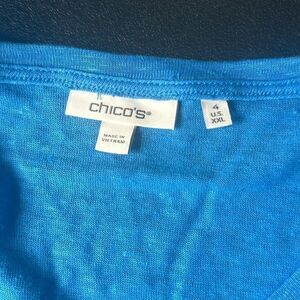 chico's®
MADE IN
VIETNAM
4
U.S.
XXL